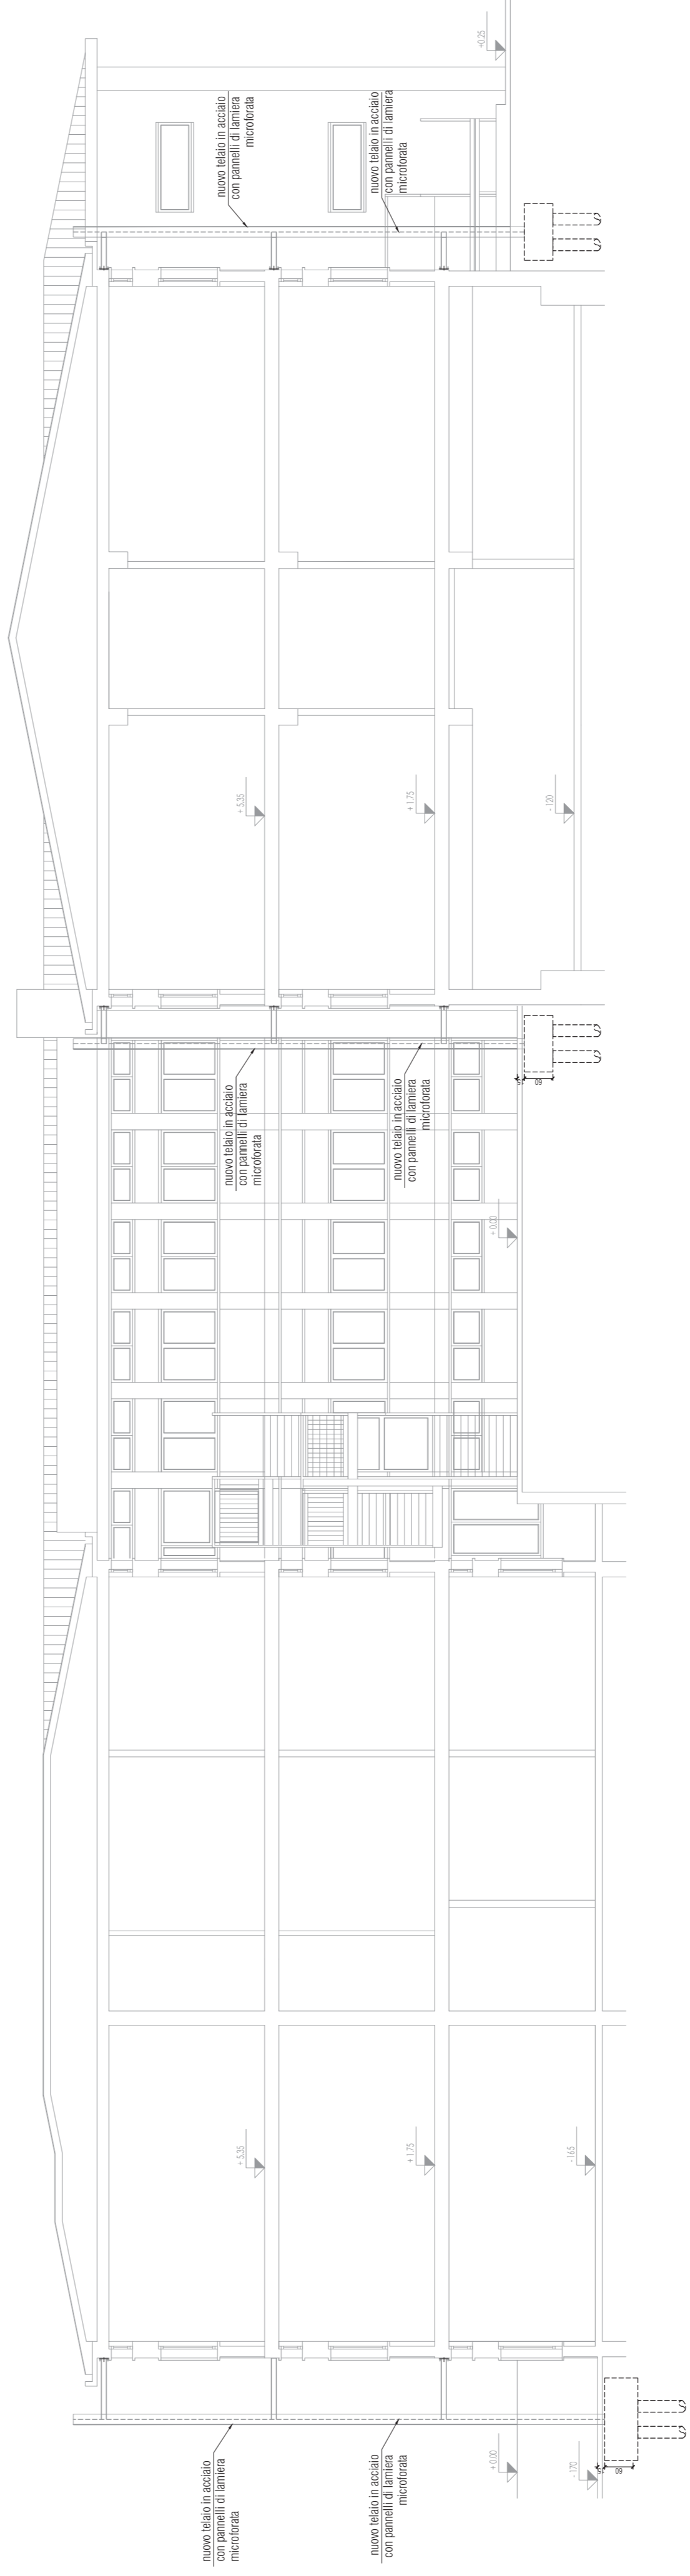 +0.25
nuovo telaio in acciaio
con pannelli di lamiera
microforata
nuovo telaio in acciaio
con pannelli di lamiera
microforata
+ 5.35
+ 1.75
- 120
nuovo telaio in acciaio
con pannelli di lamiera
microforata
nuovo telaio in acciaio
con pannelli di lamiera
microforata
60
+ 0.00
+ 5.35
+ 1.75
- 165
nuovo telaio in acciaio
con pannelli di lamiera
microforata
nuovo telaio in acciaio
con pannelli di lamiera
microforata
+ 0.00
- 170
60